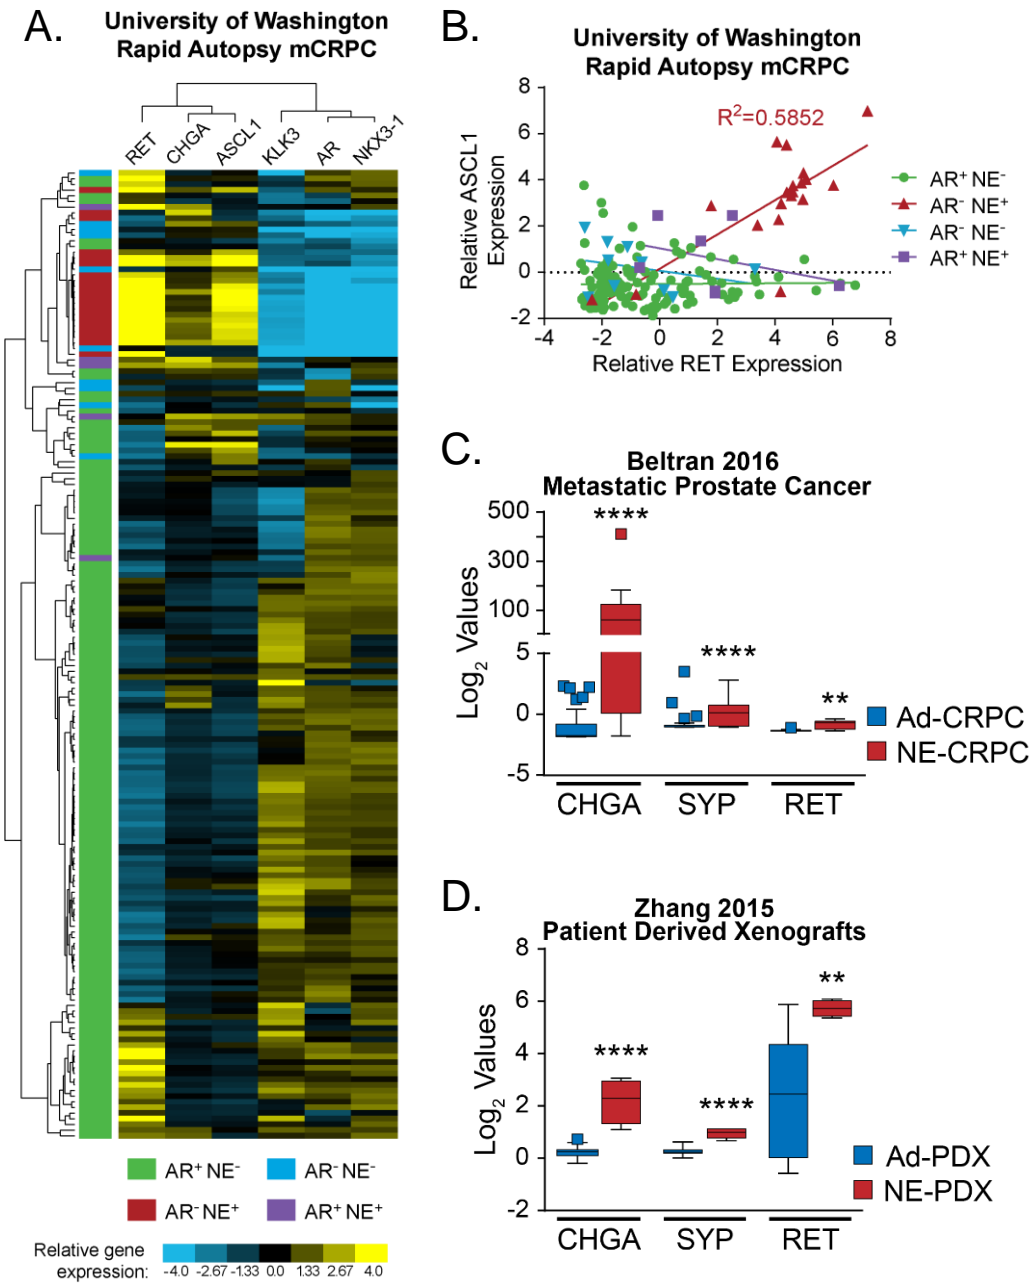 A.
University of Washington
Rapid Autopsy mCRPC
RET CHGA ASCL1 KLK3 AR NKX3-1
AR⁺ NE⁻ AR⁻ NE⁻
AR⁻ NE⁺ AR⁺ NE⁺
Relative gene
expression:
-4.0 -2.67 -1.33 0.0 1.33 2.67 4.0
B.
University of Washington
Rapid Autopsy mCRPC
Relative ASCL1
Expression
8
6
4
2
0
-2
R²=0.5852
-4 -2 0 2 4 6 8
Relative RET Expression
AR⁺ NE⁻
AR⁻ NE⁺
AR⁻ NE⁻
AR⁺ NE⁺
C.
Beltran 2016
Metastatic Prostate Cancer
Log₂ Values
500
300
100
5
0
-5
****
****
**
CHGA SYP RET
Ad-CRPC
NE-CRPC
D.
Zhang 2015
Patient Derived Xenografts
Log₂ Values
8
6
4
2
0
-2
****
****
**
CHGA SYP RET
Ad-PDX
NE-PDX